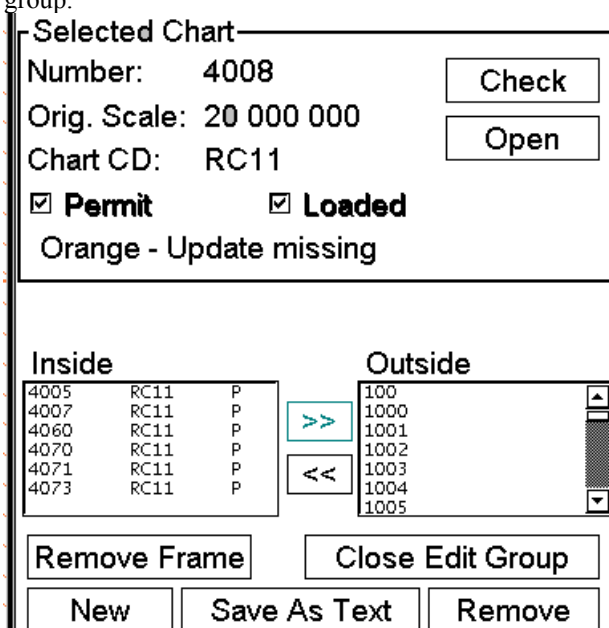 group.
Selected Chart
Number: 4008
Check
Orig. Scale: 20 000 000
Open
Chart CD: RC11
Permit Loaded
Orange - Update missing
Inside Outside
4005 RC11 P 100
4007 RC11 P >> 1000
4060 RC11 P 1001
4070 RC11 P 1002
4071 RC11 P << 1003
4073 RC11 P 1004
1005
Remove Frame Close Edit Group
New Save As Text Remove